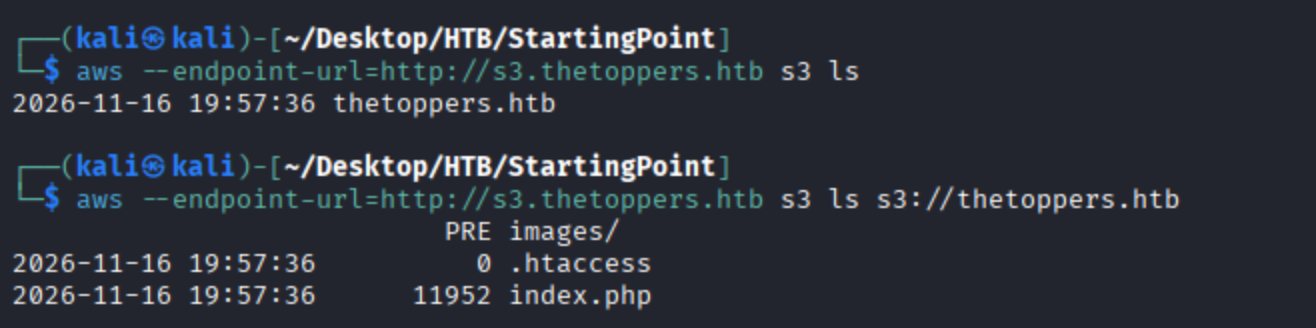 ┌──(kali㉿kali)-[~/Desktop/HTB/StartingPoint]
└─$ aws --endpoint-url=http://s3.thetoppers.htb s3 ls
2026-11-16 19:57:36 thetoppers.htb
┌──(kali㉿kali)-[~/Desktop/HTB/StartingPoint]
└─$ aws --endpoint-url=http://s3.thetoppers.htb s3 ls s3://thetoppers.htb
                           PRE images/
2026-11-16 19:57:36          0 .htaccess
2026-11-16 19:57:36      11952 index.php